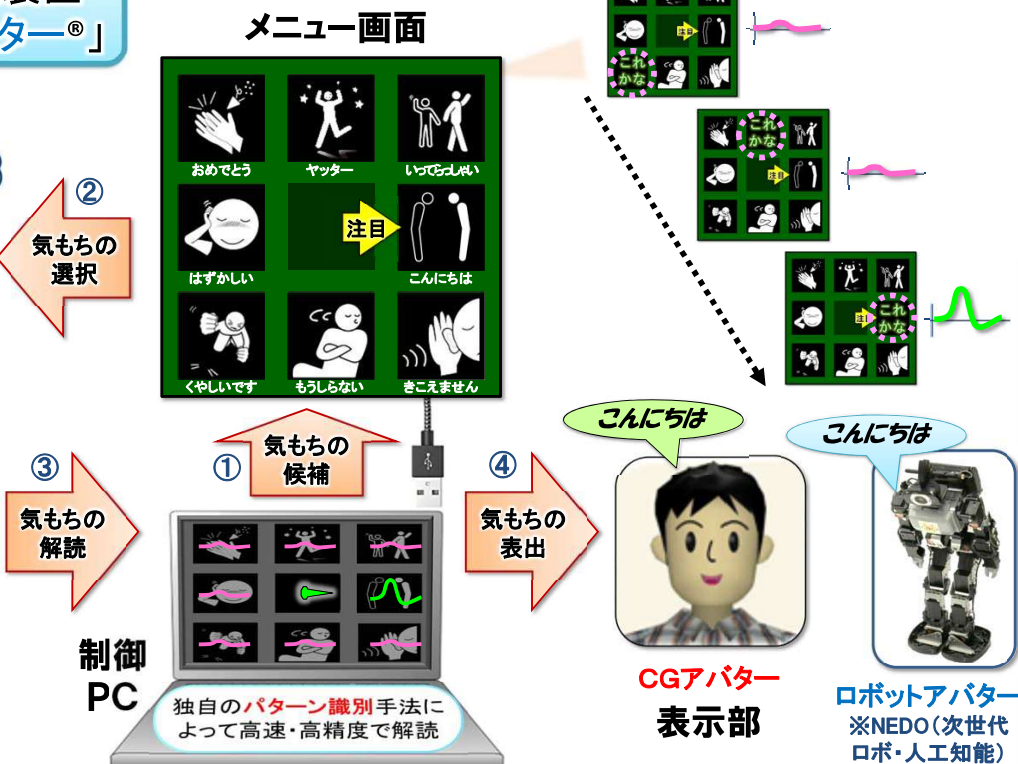 ター®」
メニュー画面
おめでとう
ヤッター
いってらっしゃい
はずかしい
注目
こんにちは
くやしいです
もうしらない
きこえません
注目
これ
かな
これ
かな
注目
これ
かな
②
気もちの
選択
①
気もちの
候補
③
気もちの
解読
④
気もちの
表出
こんにちは
こんにちは
制御
PC
独自のパターン識別手法に
よって高速・高精度で解読
CGアバター
表示部
ロボットアバター
※NEDO（次世代
ロボ・人工知能）